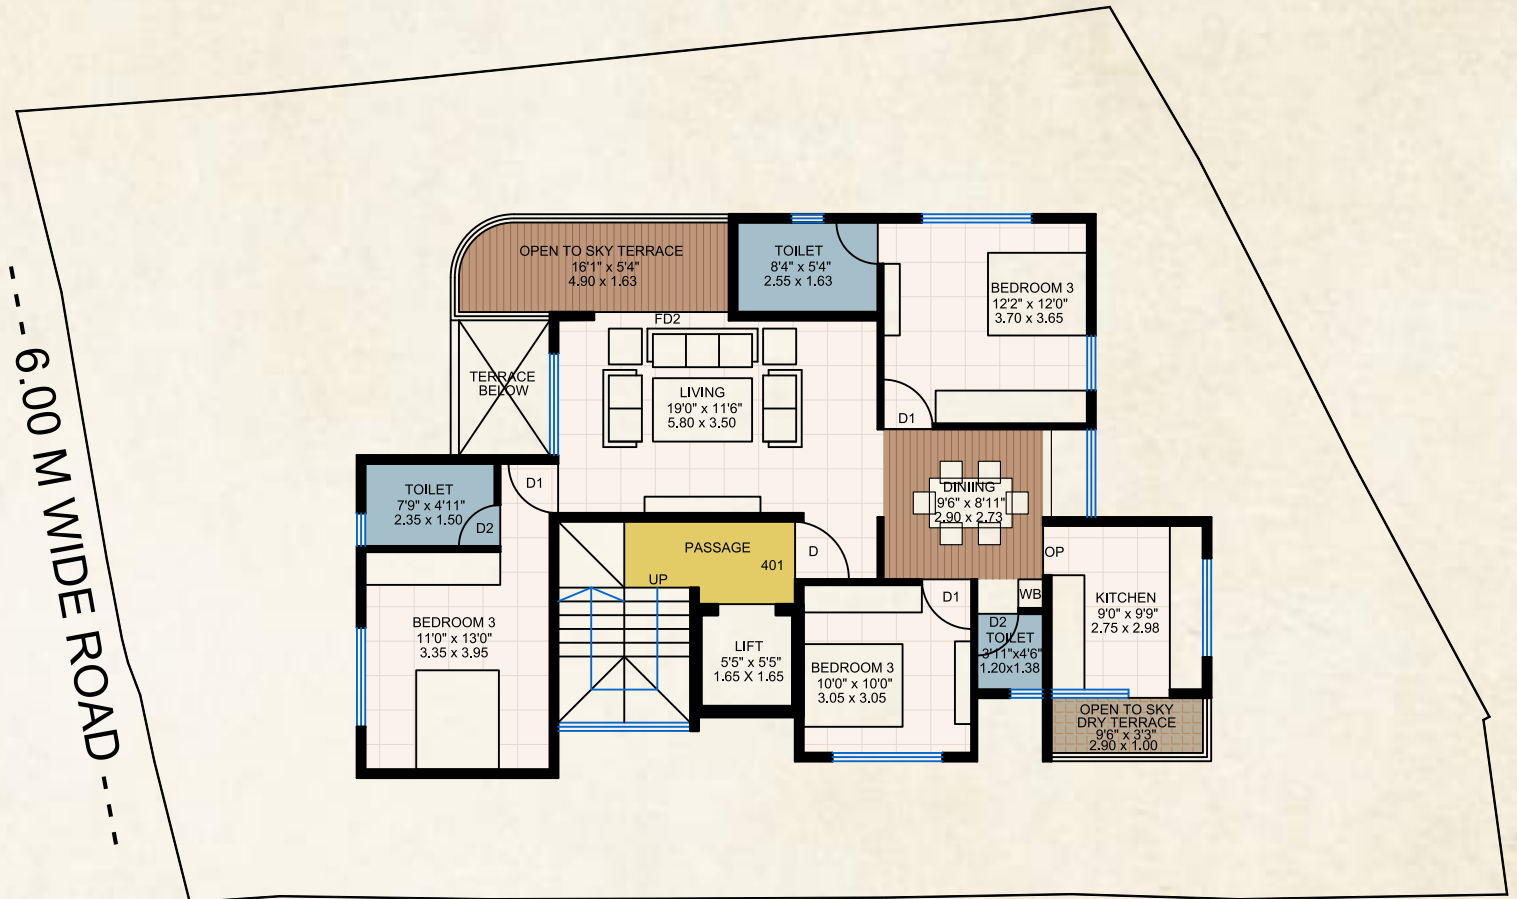 OPEN TO SKY TERRACE
16'1" x 5'4"
4.90 x 1.63
TOILET
8'4" x 5'4"
2.55 x 1.63
BEDROOM 3
12'2" x 12'0"
3.70 x 3.65
FD2
TERRACE
BELOW
LIVING
19'0" x 11'6"
5.80 x 3.50
D1
- - - 6.00 M WIDE ROAD - - -
TOILET
7'9" x 4'11"
2.35 x 1.50
D1
D2
DINIING
9'6" x 8'11"
2.90 x 2.73
PASSAGE
401
D
OP
UP
BEDROOM 3
11'0" x 13'0"
3.35 x 3.95
LIFT
5'5" x 5'5"
1.65 X 1.65
BEDROOM 3
10'0" x 10'0"
3.05 x 3.05
D1
WB
D2
TOILET
3'11"x4'6"
1.20x1.38
KITCHEN
9'0" x 9'9"
2.75 x 2.98
OPEN TO SKY
DRY TERRACE
9'6" x 3'3"
2.90 x 1.00